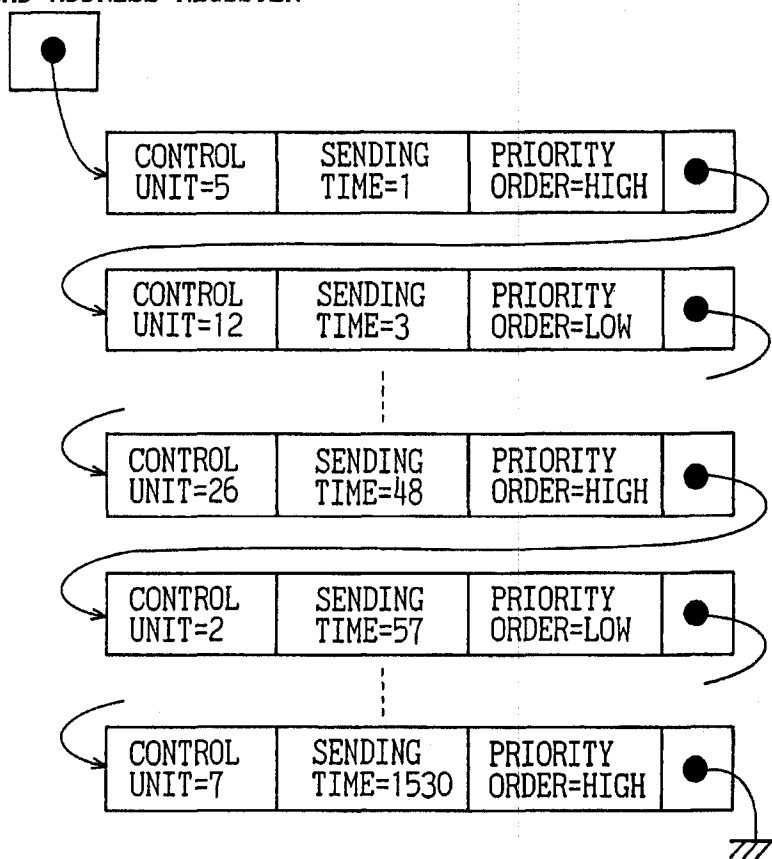 ADDRESS REGISTER
CONTROL UNIT=5
SENDING TIME=1
PRIORITY ORDER=HIGH
CONTROL UNIT=12
SENDING TIME=3
PRIORITY ORDER=LOW
CONTROL UNIT=26
SENDING TIME=48
PRIORITY ORDER=HIGH
CONTROL UNIT=2
SENDING TIME=57
PRIORITY ORDER=LOW
CONTROL UNIT=7
SENDING TIME=1530
PRIORITY ORDER=HIGH